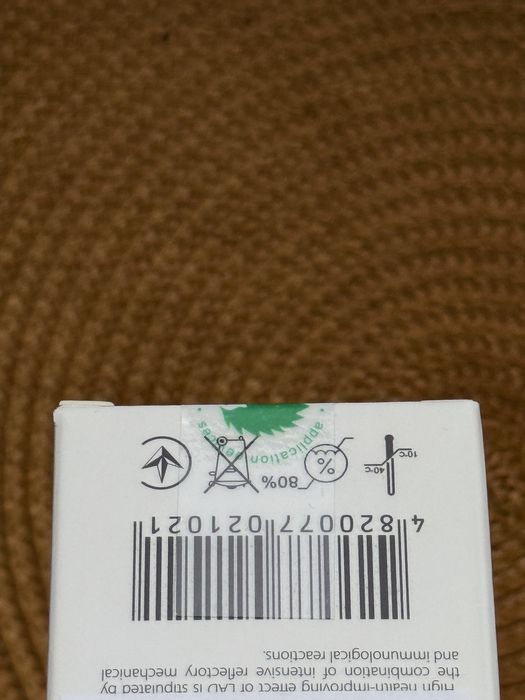 High health improving effect of LAD is stipulated by
the combination of intensive reflectory mechanical
and immunological reactions.
4 820077 021021
40°C
10°C
%
80%
application